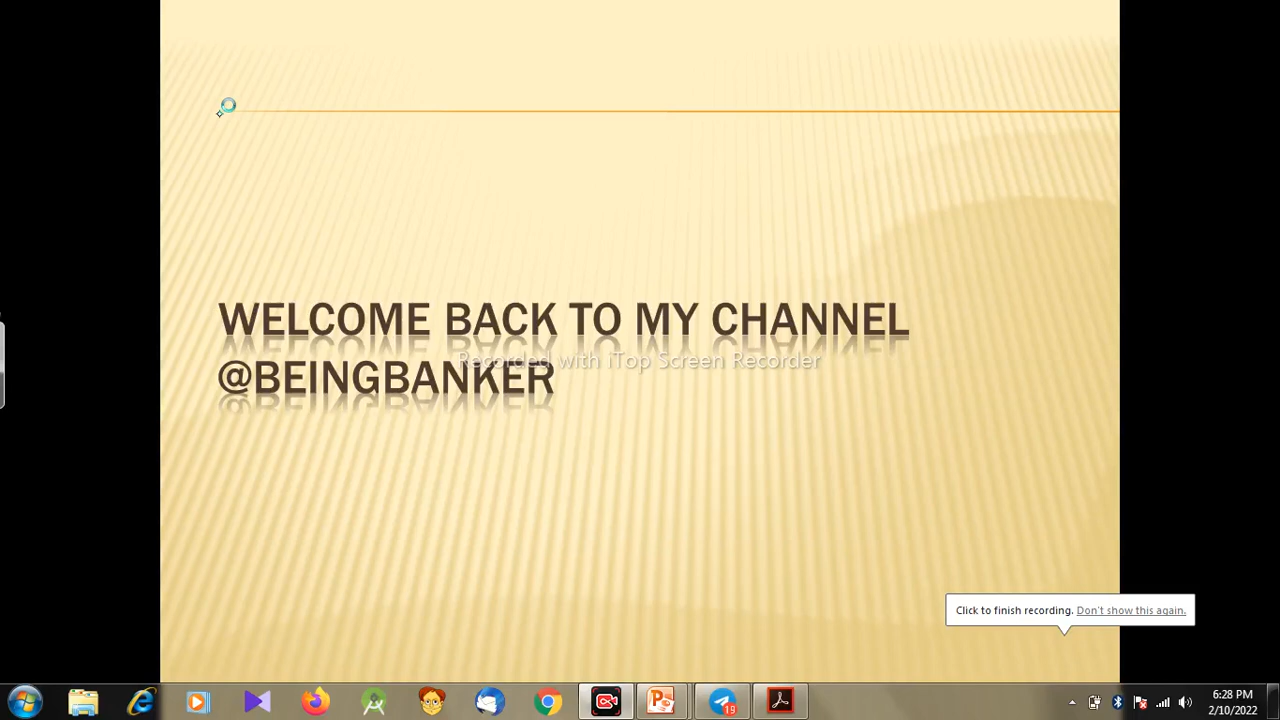 WELCOME BACK TO MY CHANNEL
Recorded with iTop Screen Recorder
@BEINGBANKER
Click to finish recording. Don't show this again.
19
6:28 PM
2/10/2022